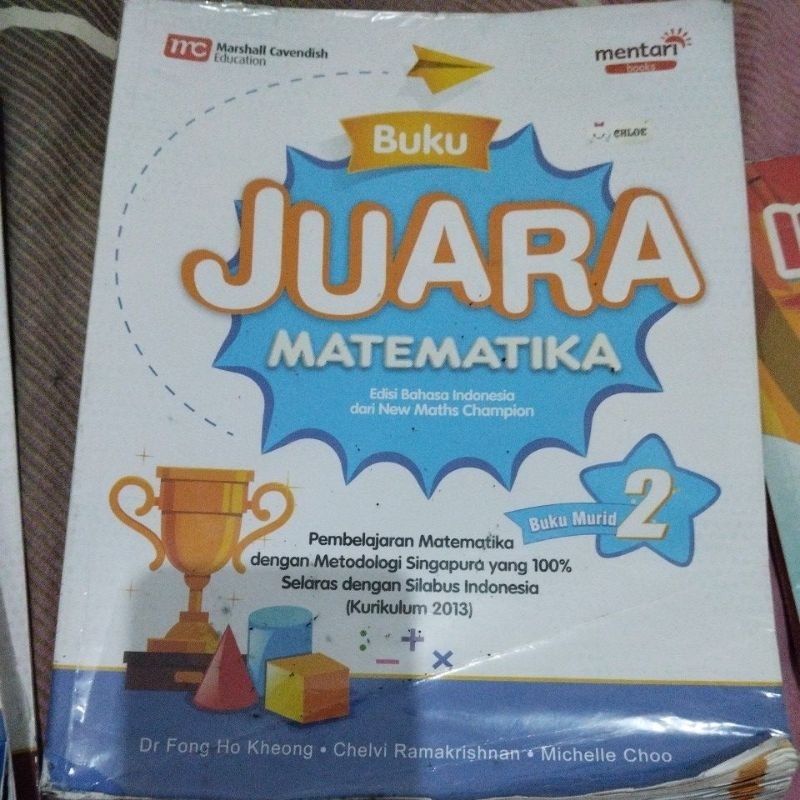 mc Marshall Cavendish
Education
mentari
books
CHLOE
Buku
JUARA
MATEMATIKA
Edisi Bahasa Indonesia
dari New Maths Champion
Buku Murid 2
Pembelajaran Matematika
dengan Metodologi Singapura yang 100%
Selaras dengan Silabus Indonesia
(Kurikulum 2013)
Dr Fong Ho Kheong • Chelvi Ramakrishnan • Michelle Choo